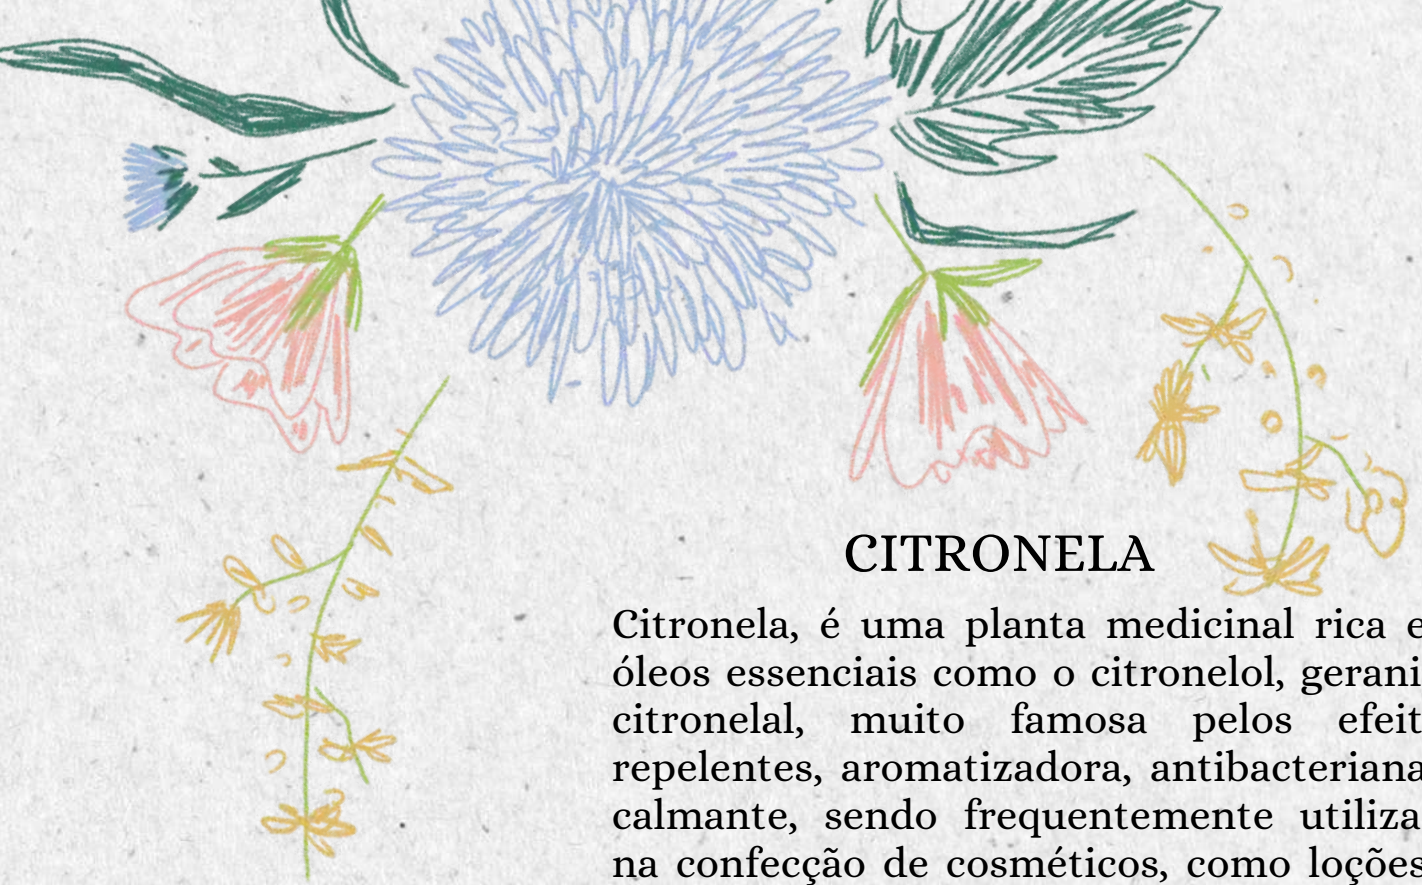 CITRONELA
Citronela, é uma planta medicinal rica
óleos essenciais como o citronelol,
citronelal, muito famosa pelos
repelentes, aromatizadora,
calmante, sendo frequentemente
na confecção de cosméticos, como loções